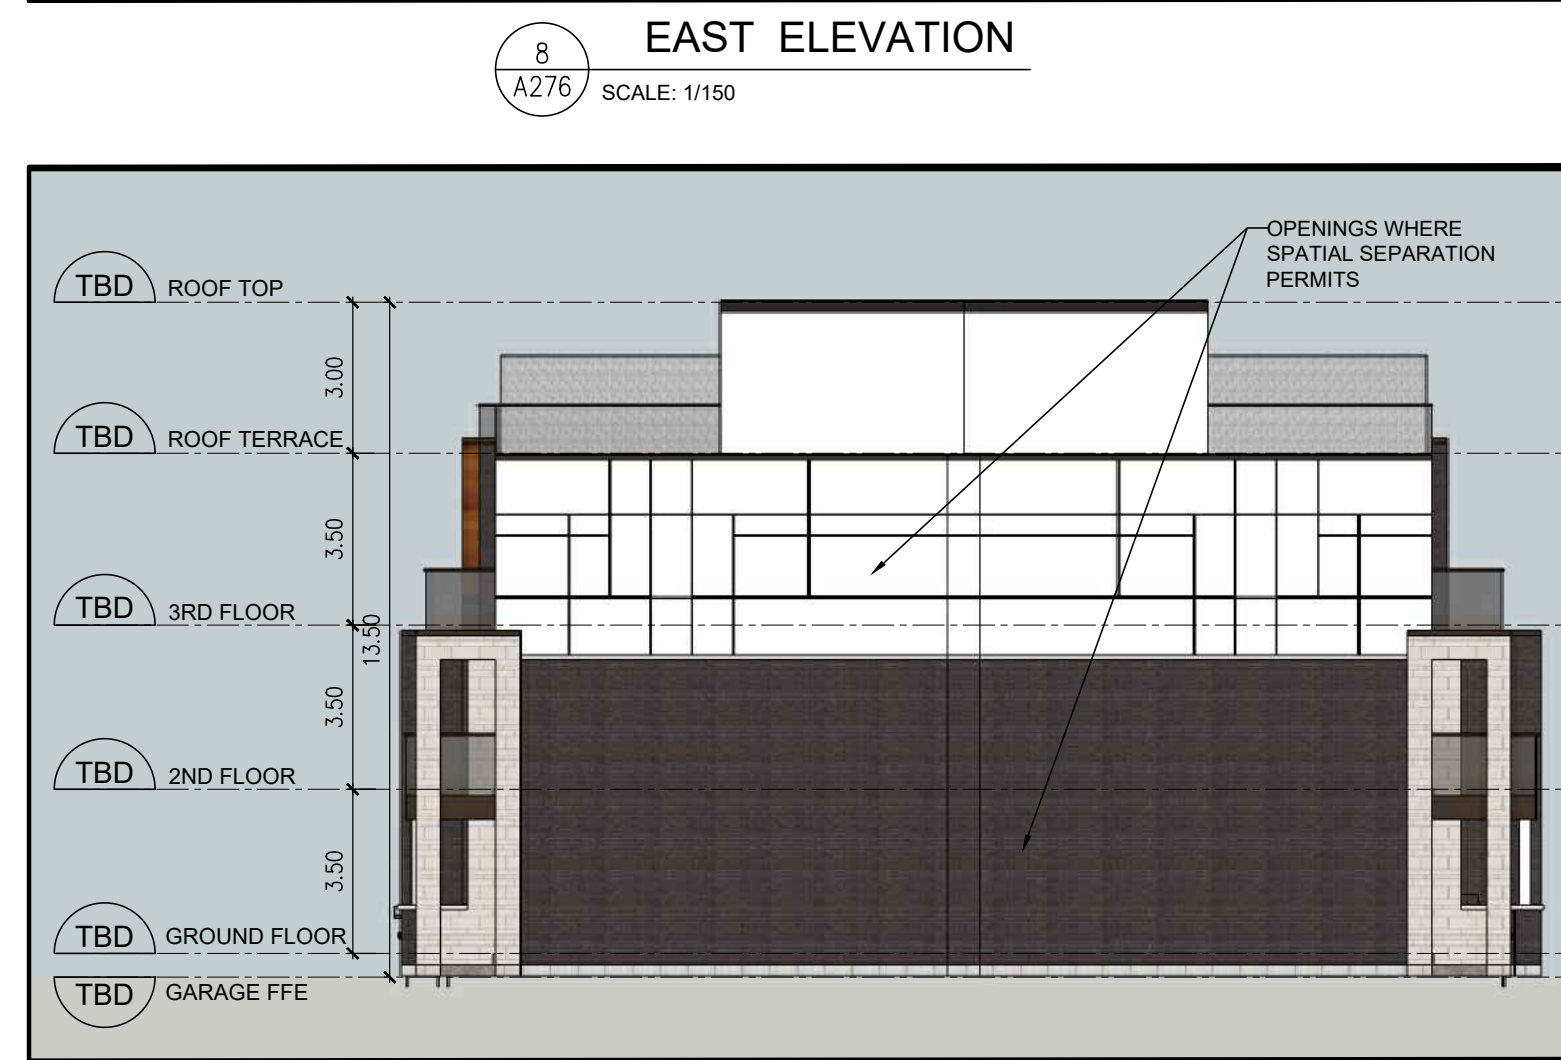 EAST ELEVATION
8
A276
SCALE: 1/150
OPENINGS WHERE
SPATIAL SEPARATION
PERMITS
TBD ROOF TOP
3.00
TBD ROOF TERRACE
3.50
TBD 3RD FLOOR
13.50
3.50
TBD 2ND FLOOR
3.50
TBD GROUND FLOOR
TBD GARAGE FFE